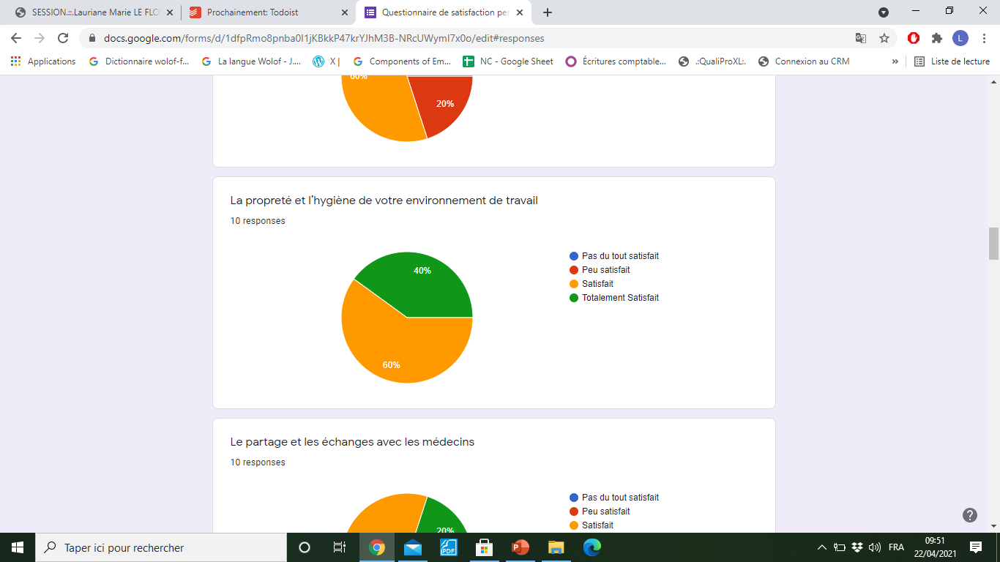 SESSION.::.Lauriane Marie LE FLO
Prochainement: Todoist
Questionnaire de satisfaction per
docs.google.com/forms/d/1dfpRmo8pnba0I1jKBkkP47krYJhM3B-NRcUWymI7x0o/edit#responses
L
Applications
Dictionnaire wolof-f...
La langue Wolof - J....
X |
Components of Em...
NC - Google Sheet
Écritures comptable...
.:QualiProXL:.
Connexion au CRM
»
Liste de lecture
60%
20%
La propreté et l'hygiène de votre environnement de travail
10 responses
40%
60%
Pas du tout satisfait
Peu satisfait
Satisfait
Totalement Satisfait
Le partage et les échanges avec les médecins
10 responses
20%
Pas du tout satisfait
Peu satisfait
Satisfait
Taper ici pour rechercher
PDF
FRA
09:51
22/04/2021